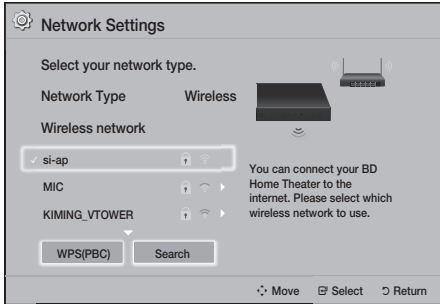 Network Settings
Select your network type.
Network Type Wireless
Wireless network
si-ap
MIC
KIMING_VTOWER
WPS(PBC) Search
You can connect your BD
Home Theater to the
internet. Please select which
wireless network to use.
Move Select Return